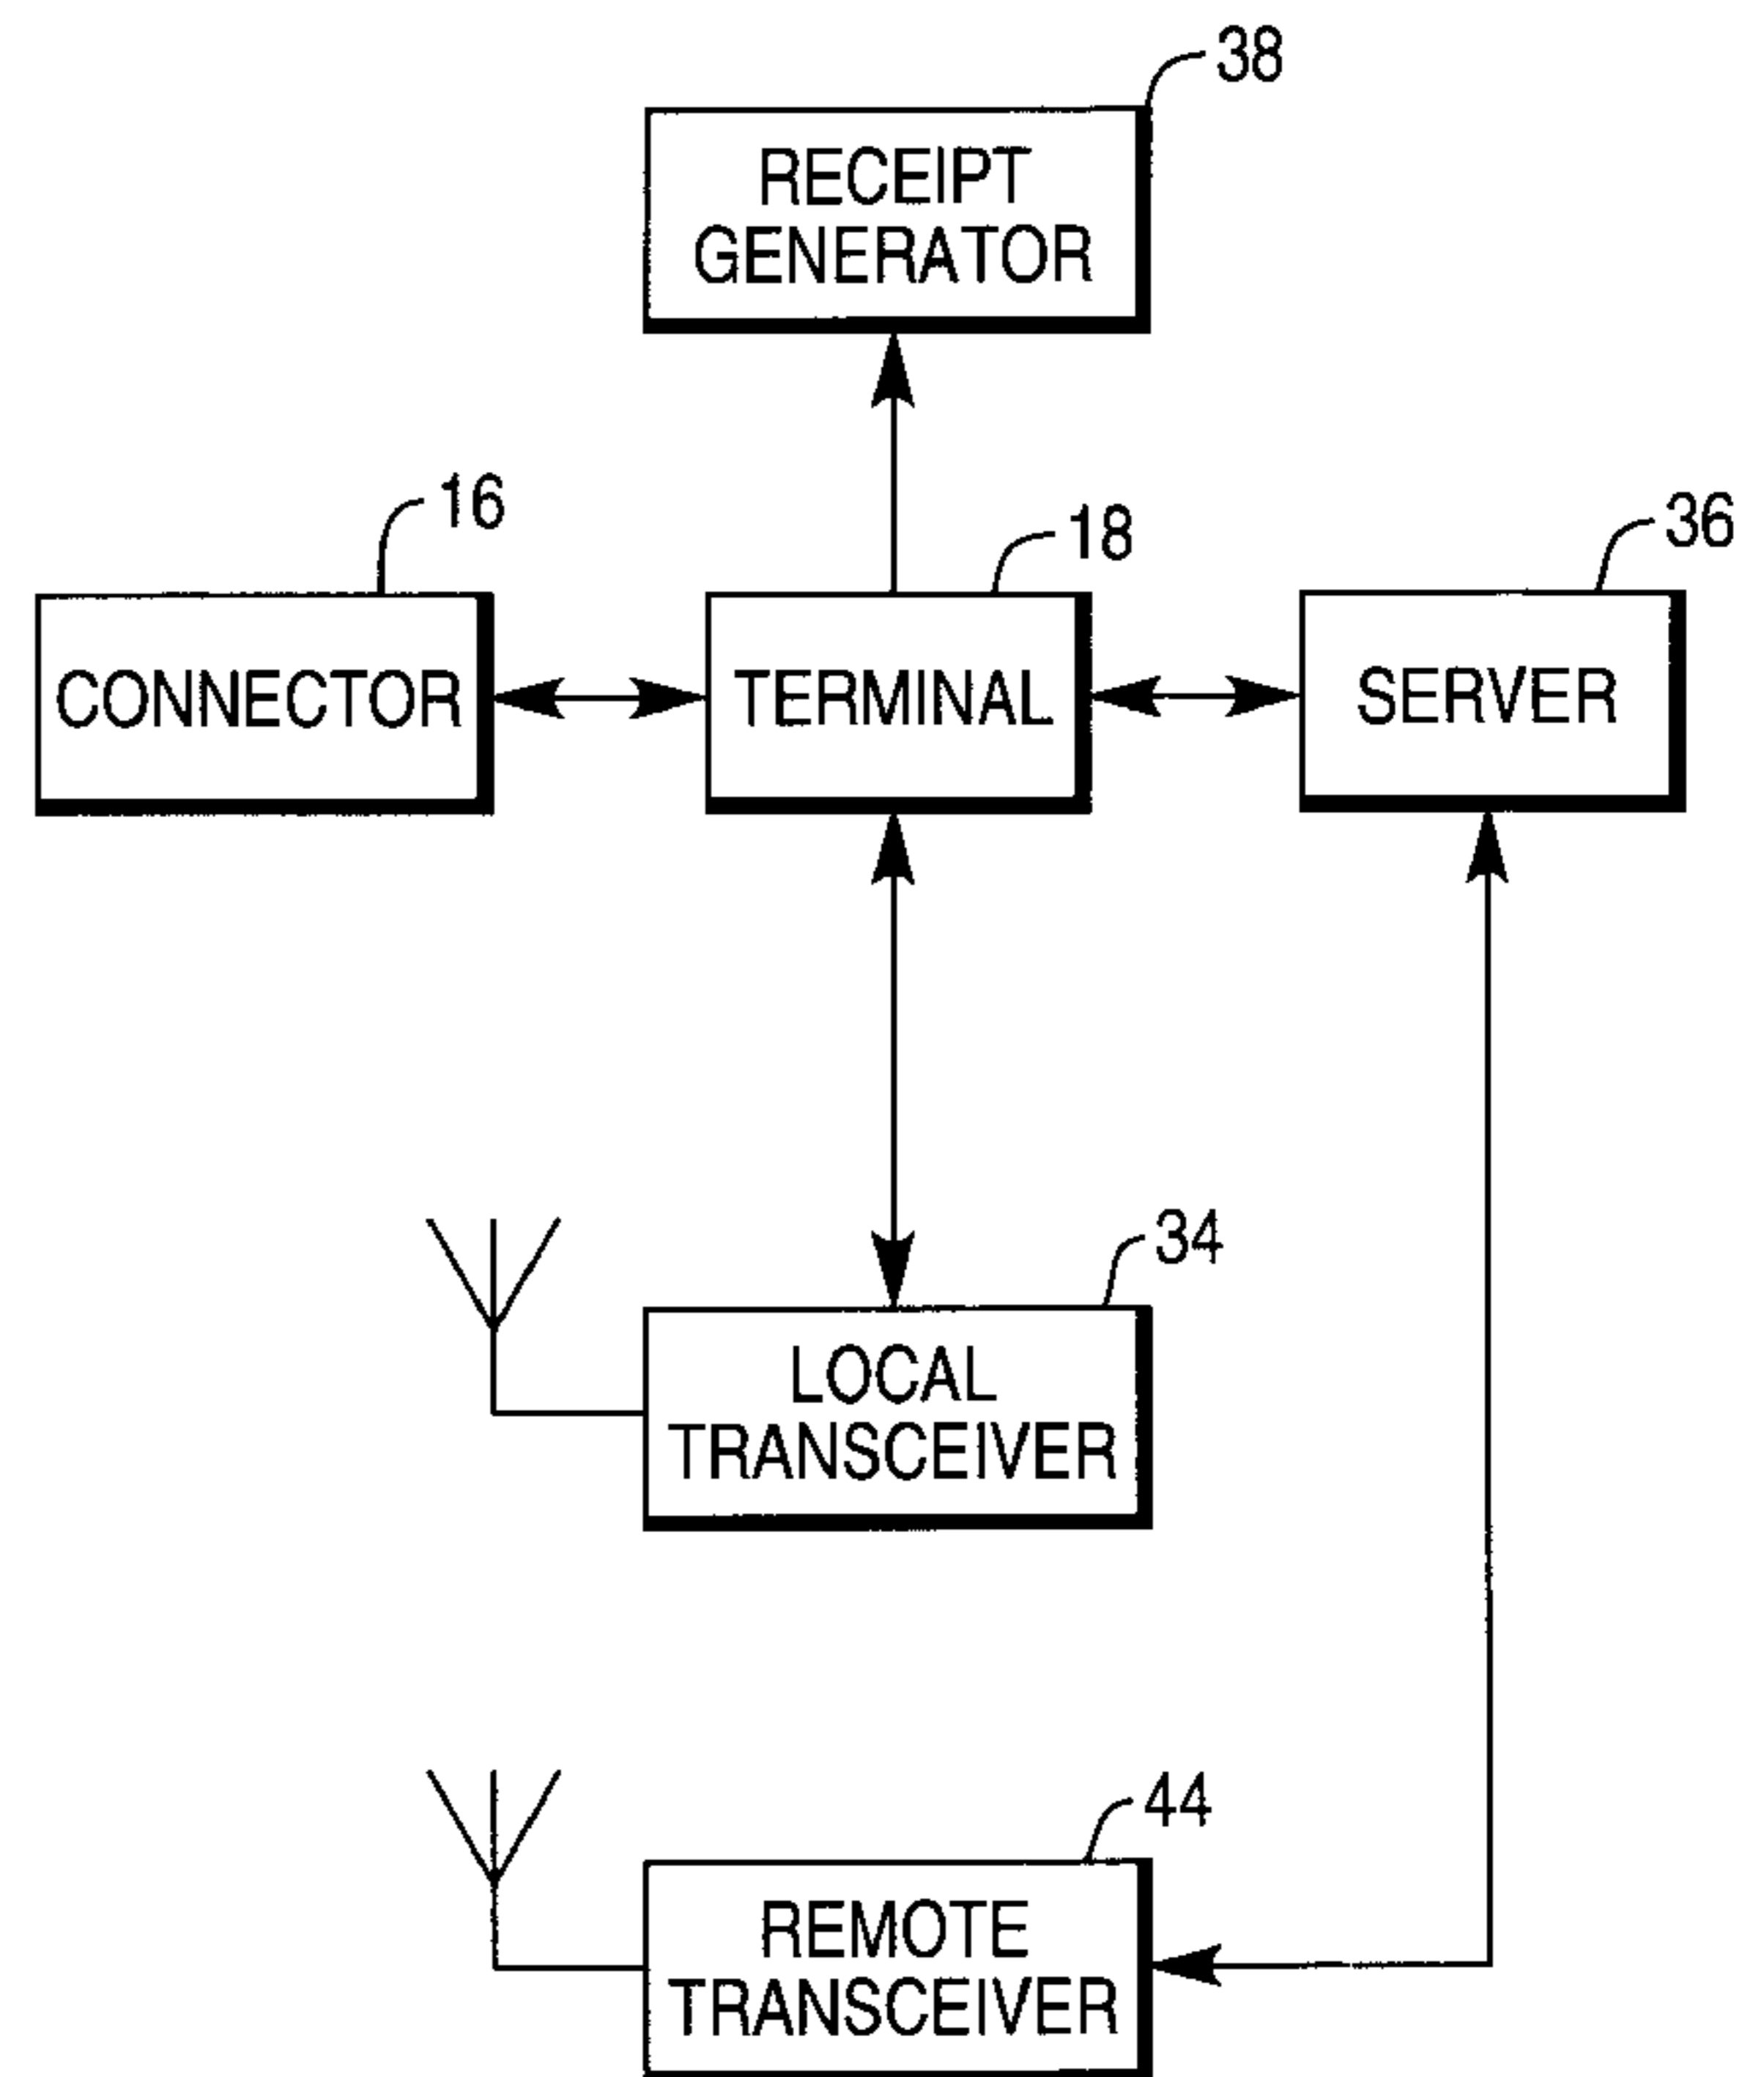 38
RECEIPT
GENERATOR
16
18
36
CONNECTOR
TERMINAL
SERVER
34
LOCAL
TRANSCEIVER
44
REMOTE
TRANSCEIVER